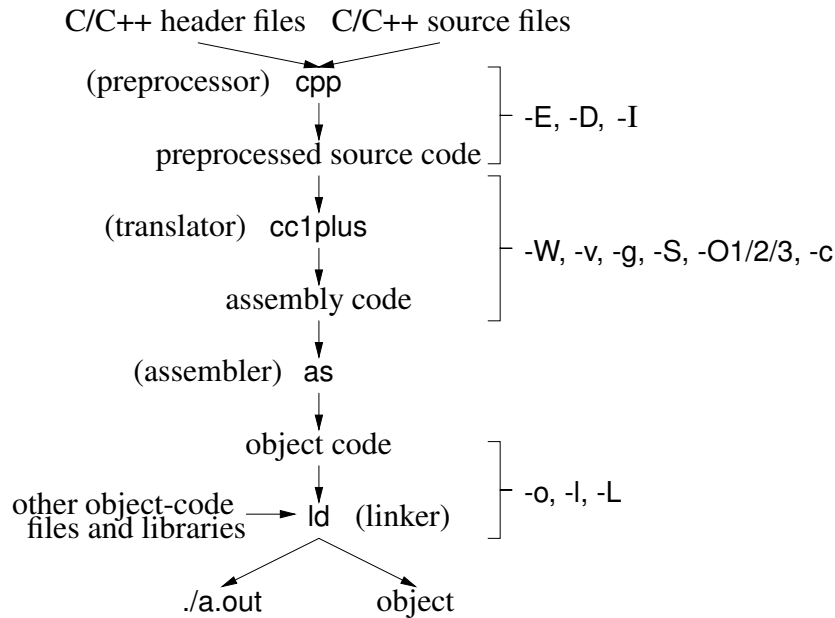 C/C++ header files C/C++ source files
(preprocessor) cpp
-E, -D, -I
preprocessed source code
(translator) cc1plus
-W, -v, -g, -S, -O1/2/3, -c
assembly code
(assembler) as
object code
other object-code
files and libraries
ld (linker)
-o, -l, -L
./a.out object